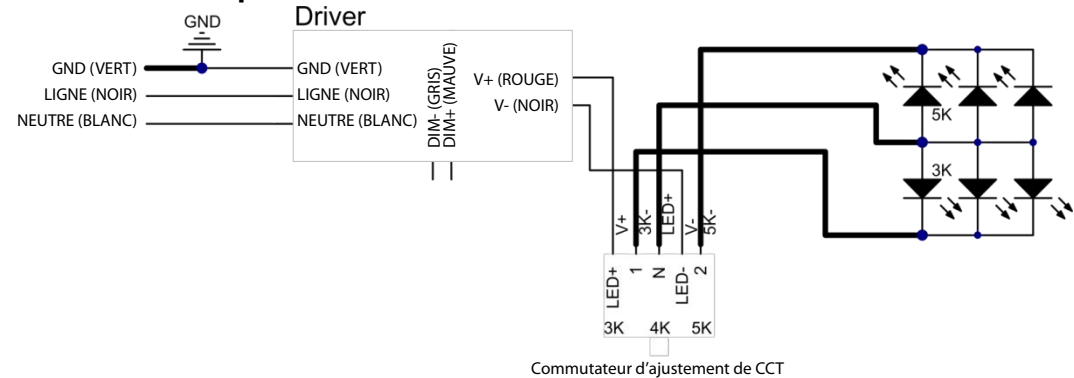 Driver
GND
GND (VERT)
LIGNE (NOIR)
NEUTRE (BLANC)
GND (VERT)
LIGNE (NOIR)
NEUTRE (BLANC)
DIM- (GRIS)
DIM+ (MAUVE)
V+ (ROUGE)
V- (NOIR)
5K
3K
V+
3K-
LED+
V-
5K-
LED+
1
N
LED-
2
3K 4K 5K
Commutateur d'ajustement de CCT